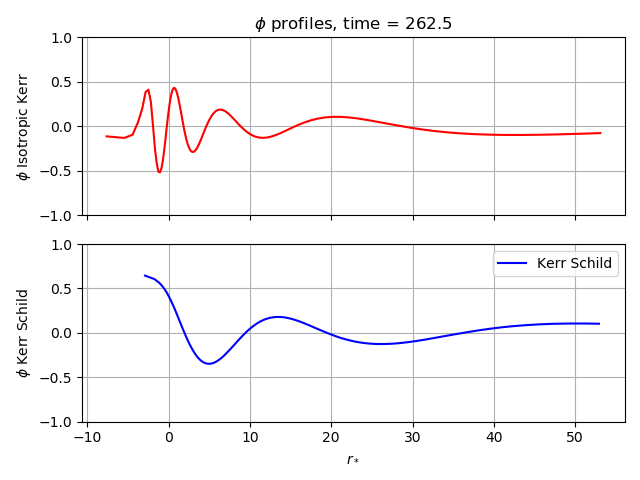 ϕ profiles, time = 262.5
ϕ Isotropic Kerr
1.0
0.5
0.0
−0.5
−1.0
ϕ Kerr Schild
1.0
0.5
0.0
−0.5
−1.0
Kerr Schild
−10 0 10 20 30 40 50
r*